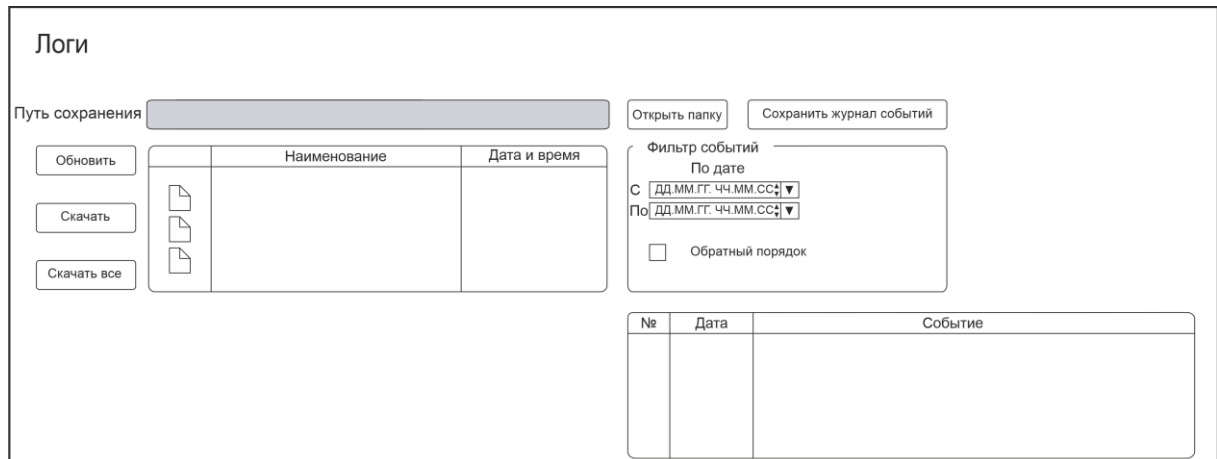 Логи
Путь сохранения
Открыть папку
Сохранить журнал событий
Обновить
Скачать
Скачать все
Наименование
Дата и время
Фильтр событий
По дате
С ДД.ММ.ГГ. ЧЧ.ММ.СС
По ДД.ММ.ГГ. ЧЧ.ММ.СС
Обратный порядок
№ Дата Событие